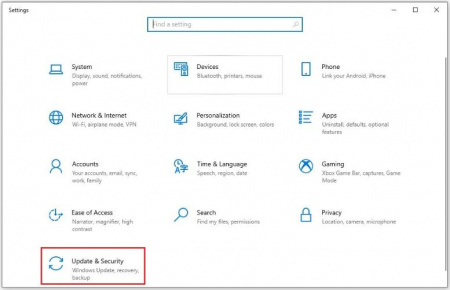 Settings
Find a setting
System
Display, sound, notifications,
power
Devices
Bluetooth, printers, mouse
Phone
Link your Android, iPhone
Network & Internet
Wi-Fi, airplane mode, VPN
Personalization
Background, lock screen, colors
Apps
Uninstall, defaults, optional
features
Accounts
Your accounts, email, sync,
work, family
Time & Language
Speech, region, date
Gaming
Xbox Game Bar, captures, Game
Mode
Ease of Access
Narrator, magnifier, high
contrast
Search
Find my files, permissions
Privacy
Location, camera, microphone
Update & Security
Windows Update, recovery,
backup